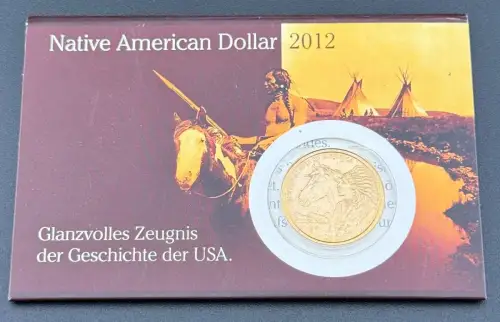 Native American Dollar 2012
Glanzvolles Zeugnis
der Geschichte der USA.